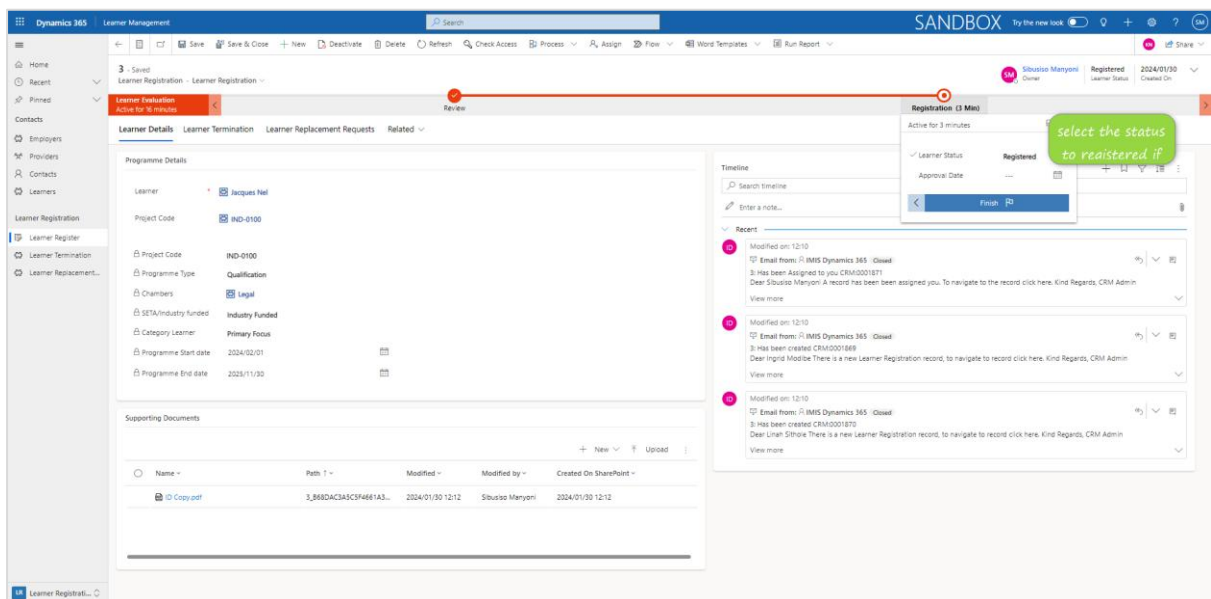 Dynamics 365 Learner Management Search SANDBOX Try the new look SM
Save Save & Close New Deactivate Delete Refresh Check Access Process Assign Flow Word Templates Run Report Share
Home
Recent
Pinned
Contacts
Employers
Providers
Contacts
Learners
Learner Registration
Learner Register
Learner Termination
Learner Replacement...
LR Learner Registrati...
3 - Saved
Learner Registration - Learner Registration
SM Sibusiso Manyoni Registered 2024/01/30
Owner Learner Status Created On
Learner Evaluation
Active for 16 minutes
Review
Registration (3 Min)
Active for 3 minutes
Learner Status Registered
Approval Date ---
Finish
select the status
to reaistered if
Learner Details Learner Termination Learner Replacement Requests Related
Programme Details
Learner * Jacques Nel
Project Code IND-0100
Project Code IND-0100
Programme Type Qualification
Chambers Legal
SETA/Industry funded Industry Funded
Category Learner Primary Focus
Programme Start date 2024/02/01
Programme End date 2025/11/30
Supporting Documents
New Upload
Name Path Modified Modified by Created On SharePoint
ID Copy.pdf 3_B68DAC3A5C5F4661A3... 2024/01/30 12:12 Sibusiso Manyoni 2024/01/30 12:12
Timeline
Search timeline
Enter a note...
Recent
ID Modified on: 12:10
Email from: IMIS Dynamics 365 Closed
3: Has been Assigned to you CRM:0001871
Dear Sibusiso Manyoni A record has been been assigned you. To navigate to the record click here. Kind Regards, CRM Admin
View more
ID Modified on: 12:10
Email from: IMIS Dynamics 365 Closed
3: Has been created CRM:0001869
Dear Ingrid Modibe There is a new Learner Registration record, to navigate to record click here. Kind Regards, CRM Admin
View more
ID Modified on: 12:10
Email from: IMIS Dynamics 365 Closed
3: Has been created CRM:0001870
Dear Linah Sithole There is a new Learner Registration record, to navigate to record click here. Kind Regards, CRM Admin
View more